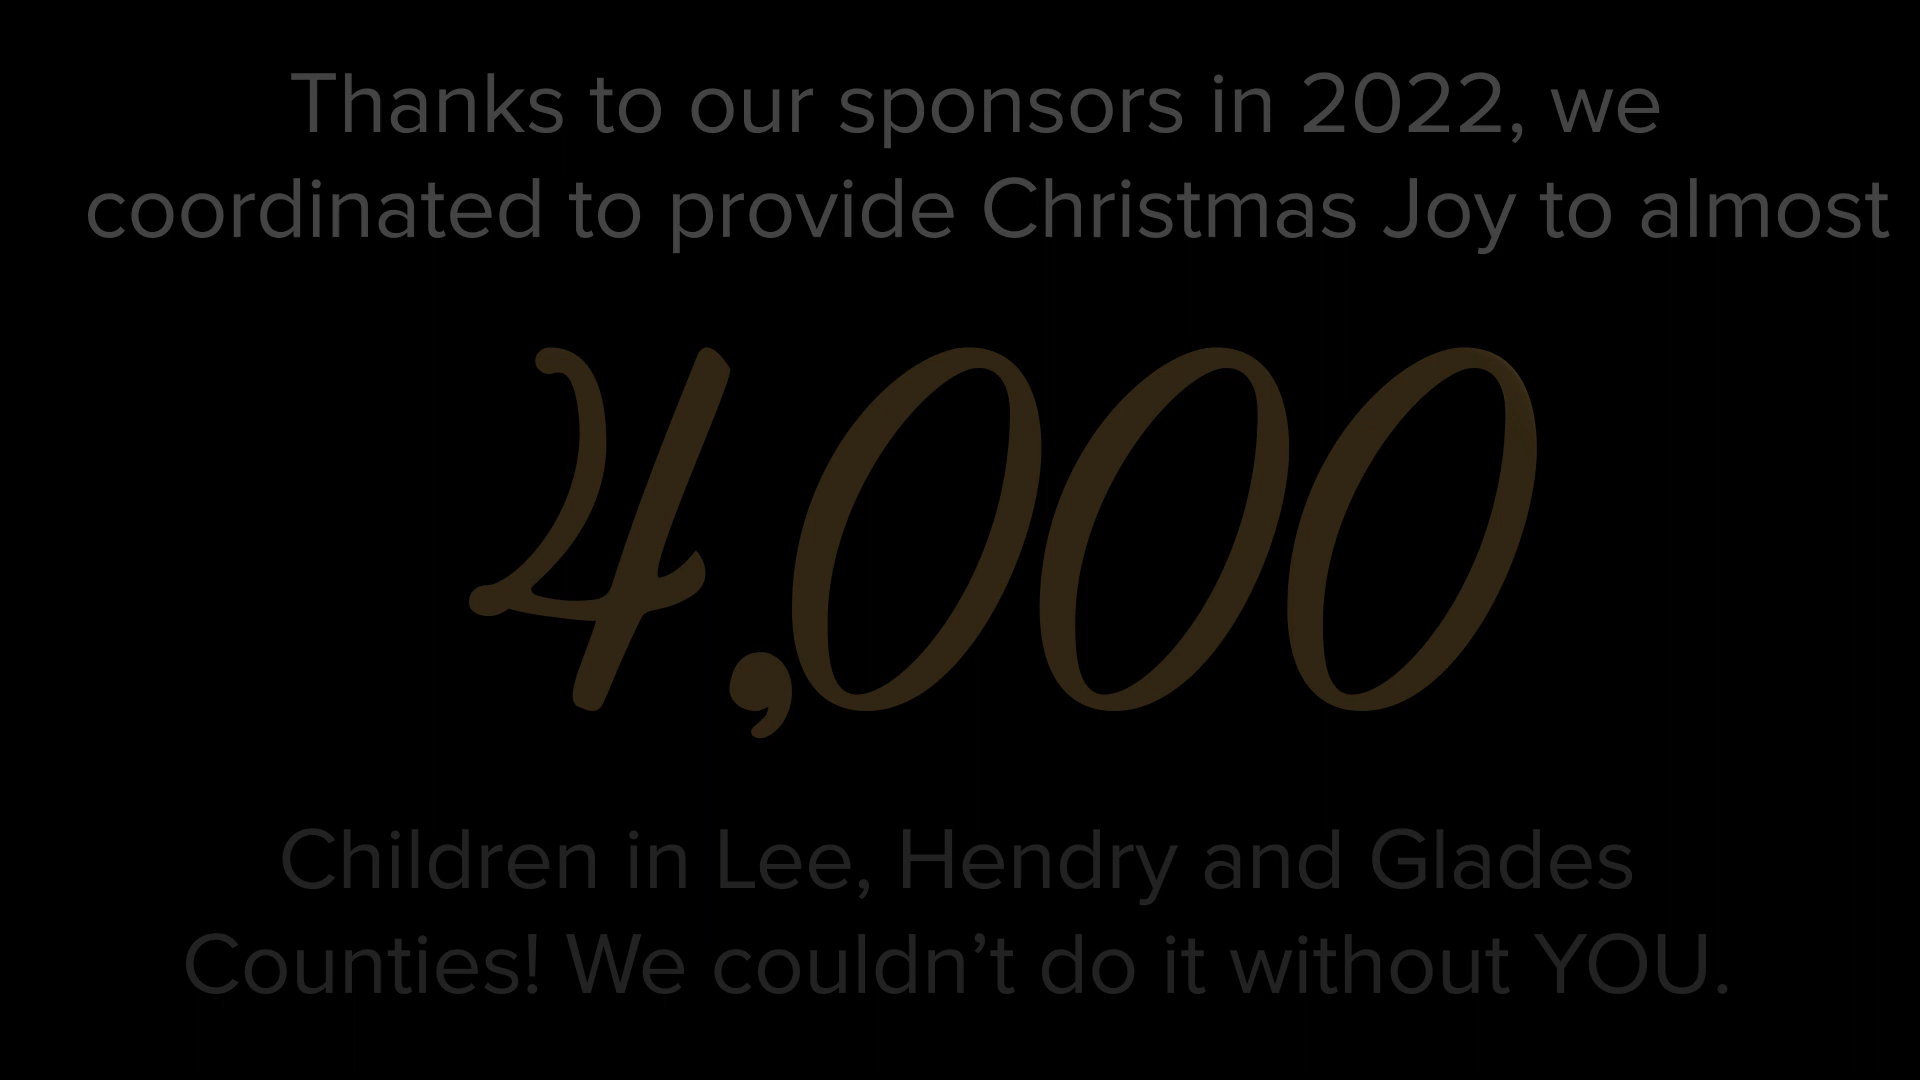 Thanks to our sponsors in 2022, we
coordinated to provide Christmas Joy to almost
4,000
Children in Lee, Hendry and Glades
Counties! We couldn’t do it without YOU.